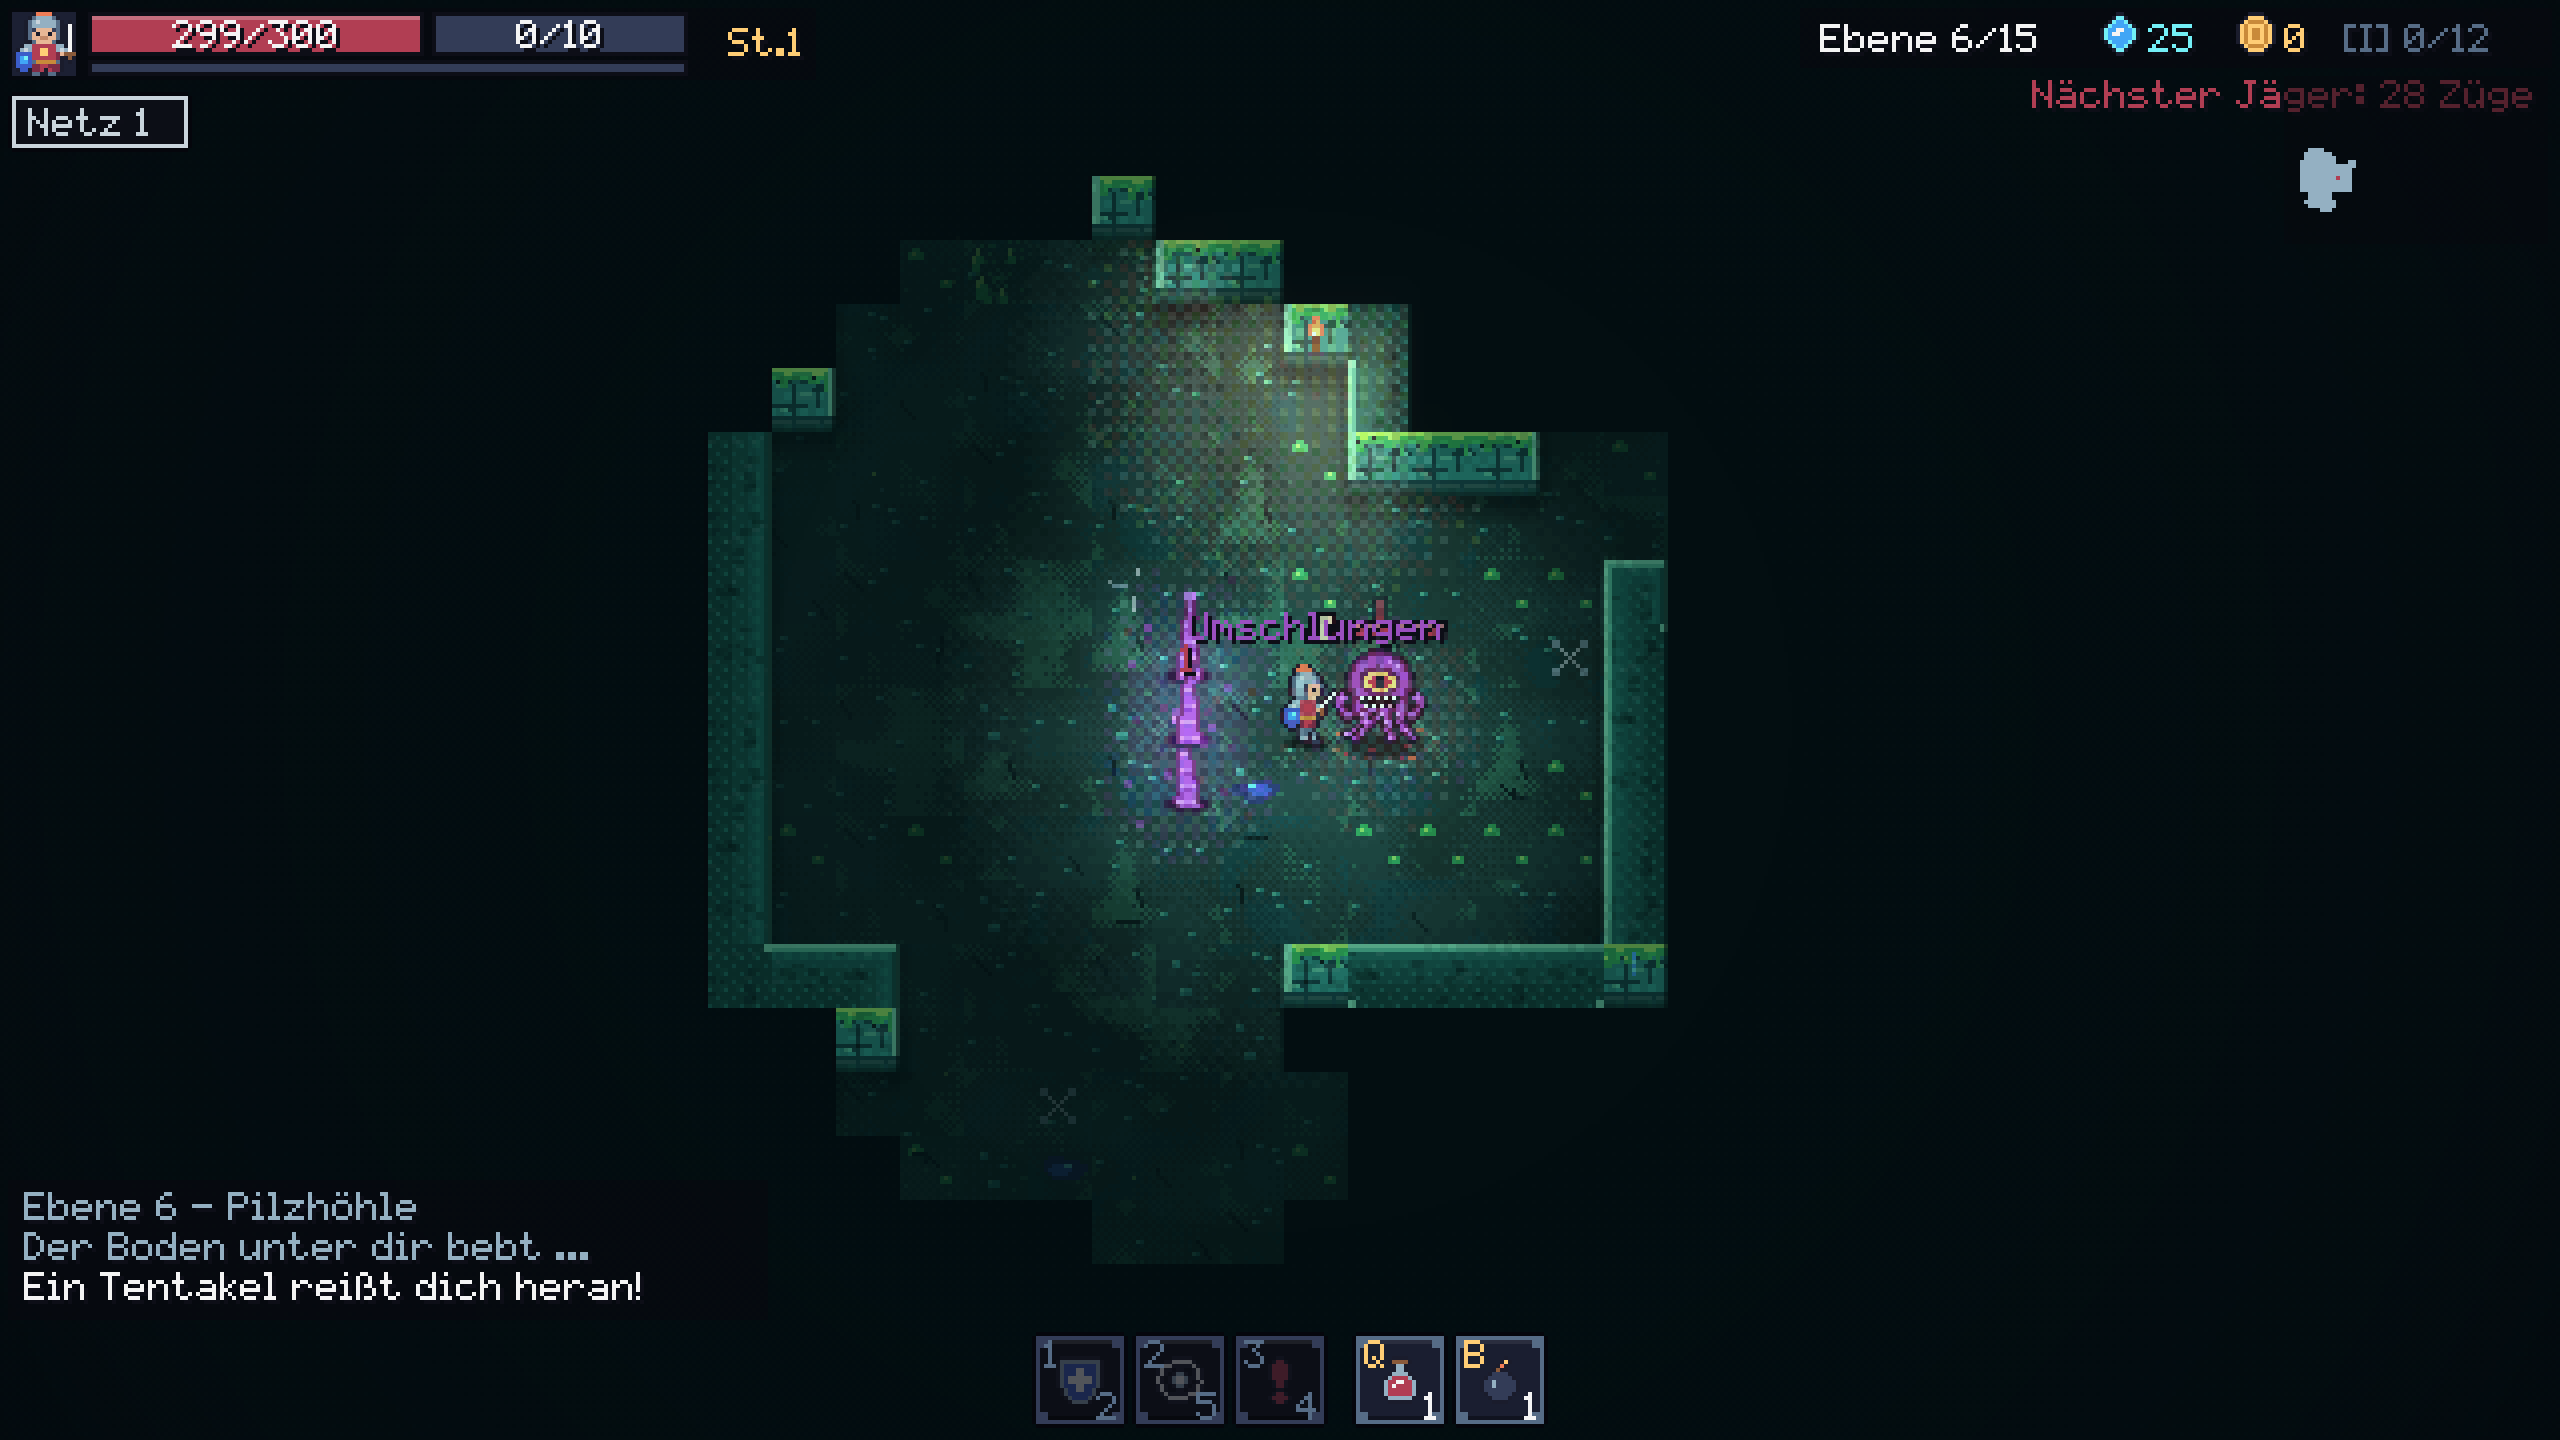 299/300
0/10
St.1
Ebene 6/15
25
0
[I] 0/12
Nächster Jäger: 28 Züge
Netz 1
Umschlungen
Ebene 6 - Pilzhöhle
Der Boden unter dir bebt ...
Ein Tentakel reißt dich heran!
1 2
2 5
3 4
Q 1
B 1